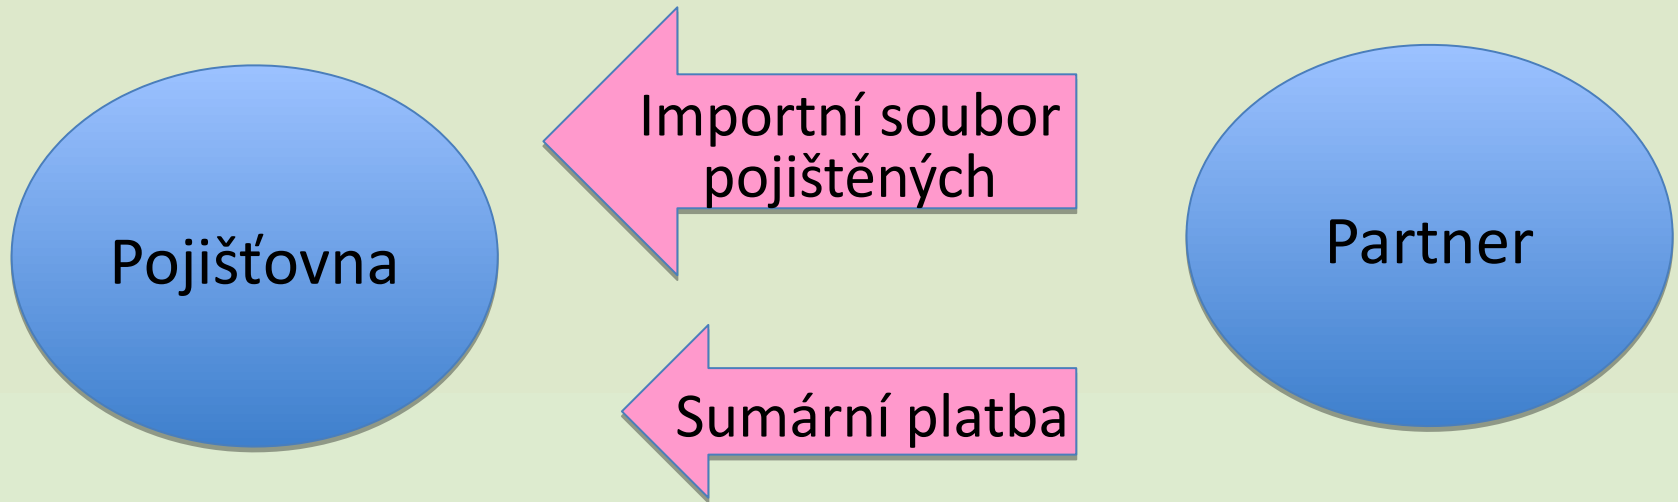 Pojišťovna
Importní soubor
pojištěných
Sumární platba
Partner